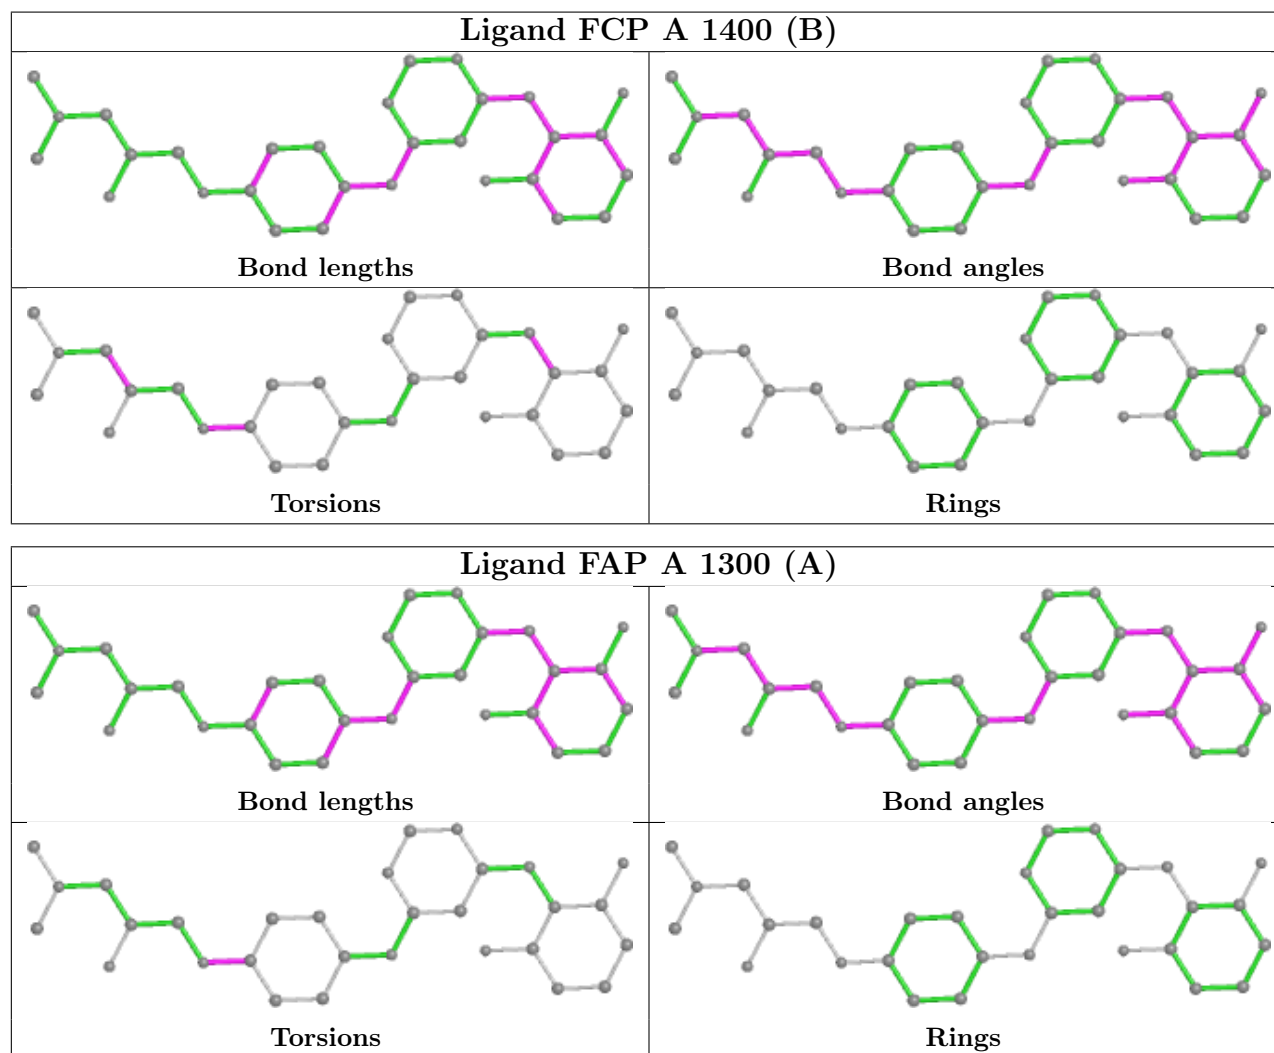 Ligand FCP A 1400 (B)
Bond lengths
Bond angles
Torsions
Rings
Ligand FAP A 1300 (A)
Bond lengths
Bond angles
Torsions
Rings